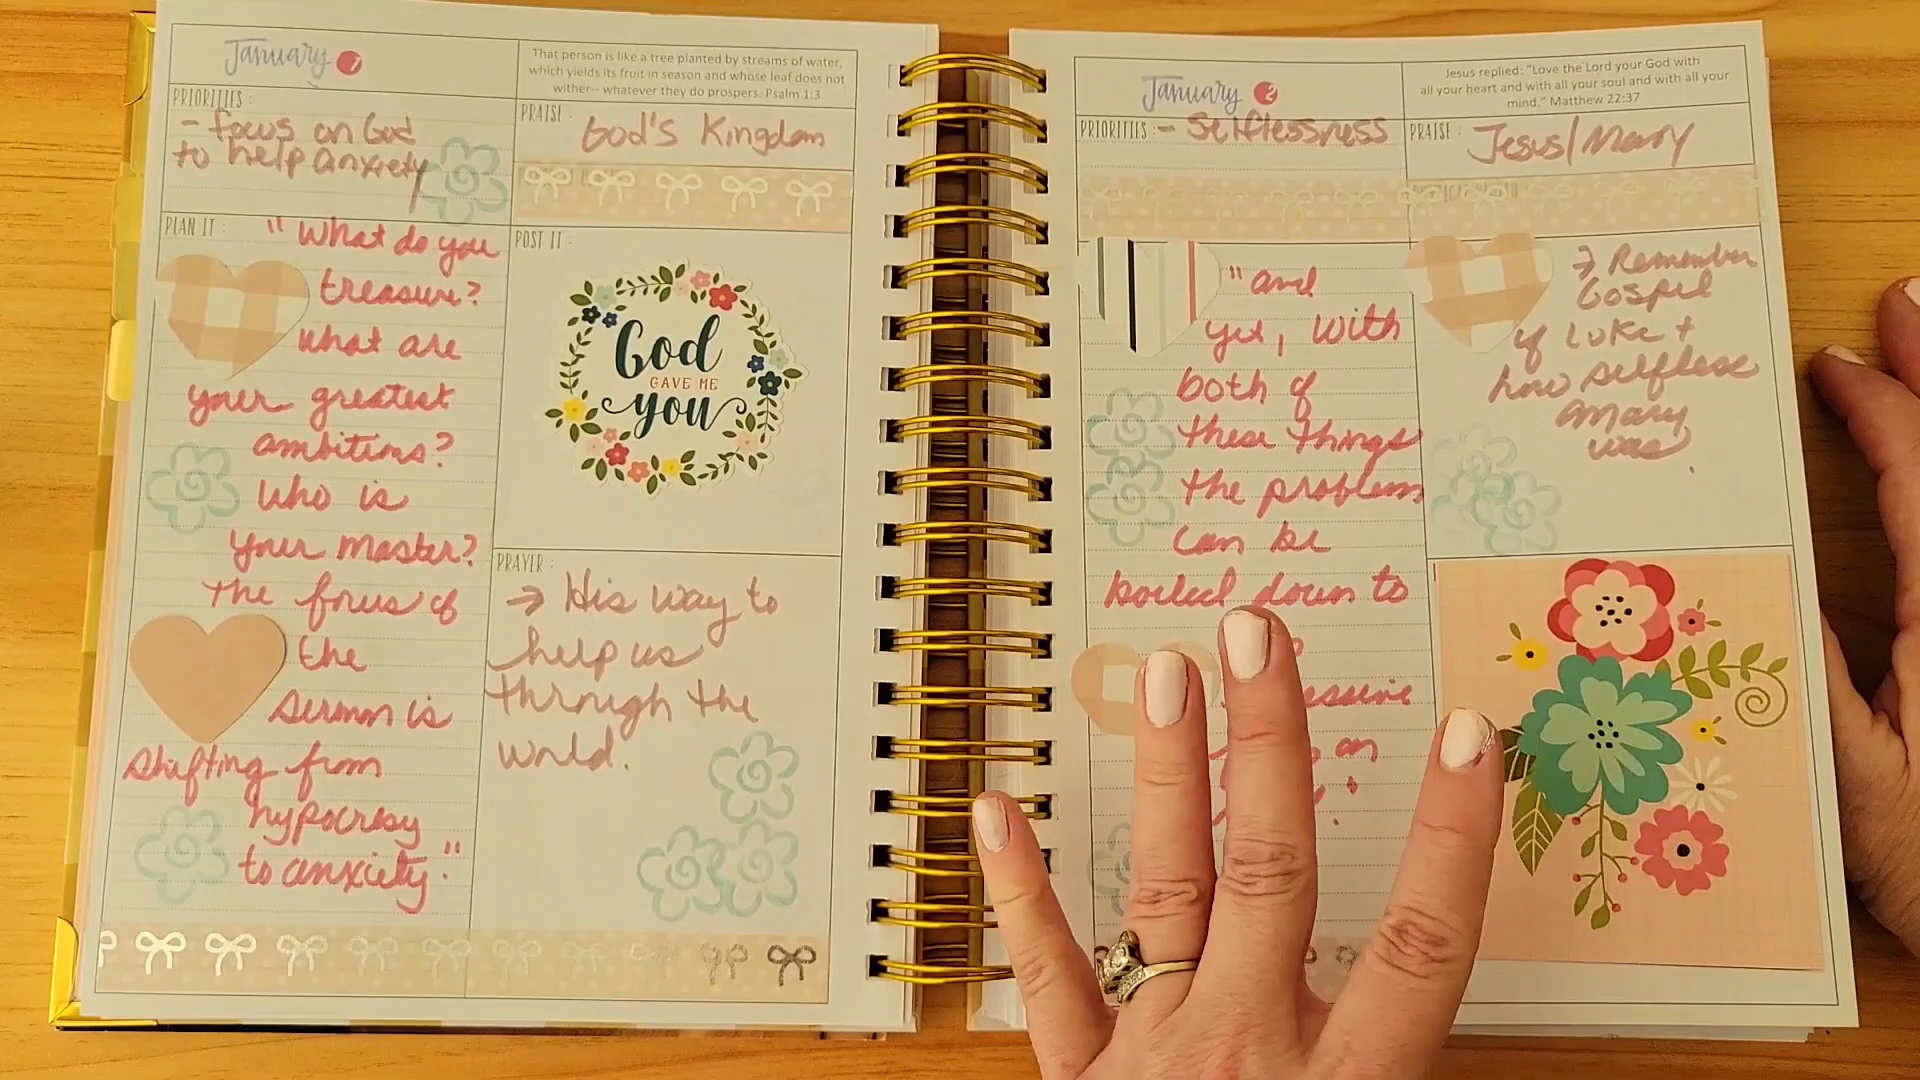 January 1
That person is like a tree planted by streams of water,
which yields its fruit in season and whose leaf does not
wither-- whatever they do prospers. Psalm 1:3
PRIORITIES :
- focus on God
to help anxiety
PRAISE :
God's Kingdom
PLAN IT :
"What do you
treasure?
what are
your greatest
ambitions?
who is
your master?
The focus of
the
sermon is
shifting from
hypocrisy
to anxiety."
POST IT :
God
GAVE ME
you
PRAYER :
→ His way to
help us
through the
world.
January 2
Jesus replied: "Love the Lord your God with
all your heart and with all your soul and with all your
mind." Matthew 22:37
PRIORITIES : - Selflessness
PRAISE :
Jesus/Mary
"and
yet, with
both of
these things
the problem
can be
boiled down to
on
→ Remember
Gospel
of Luke +
how selfless
Mary
was.